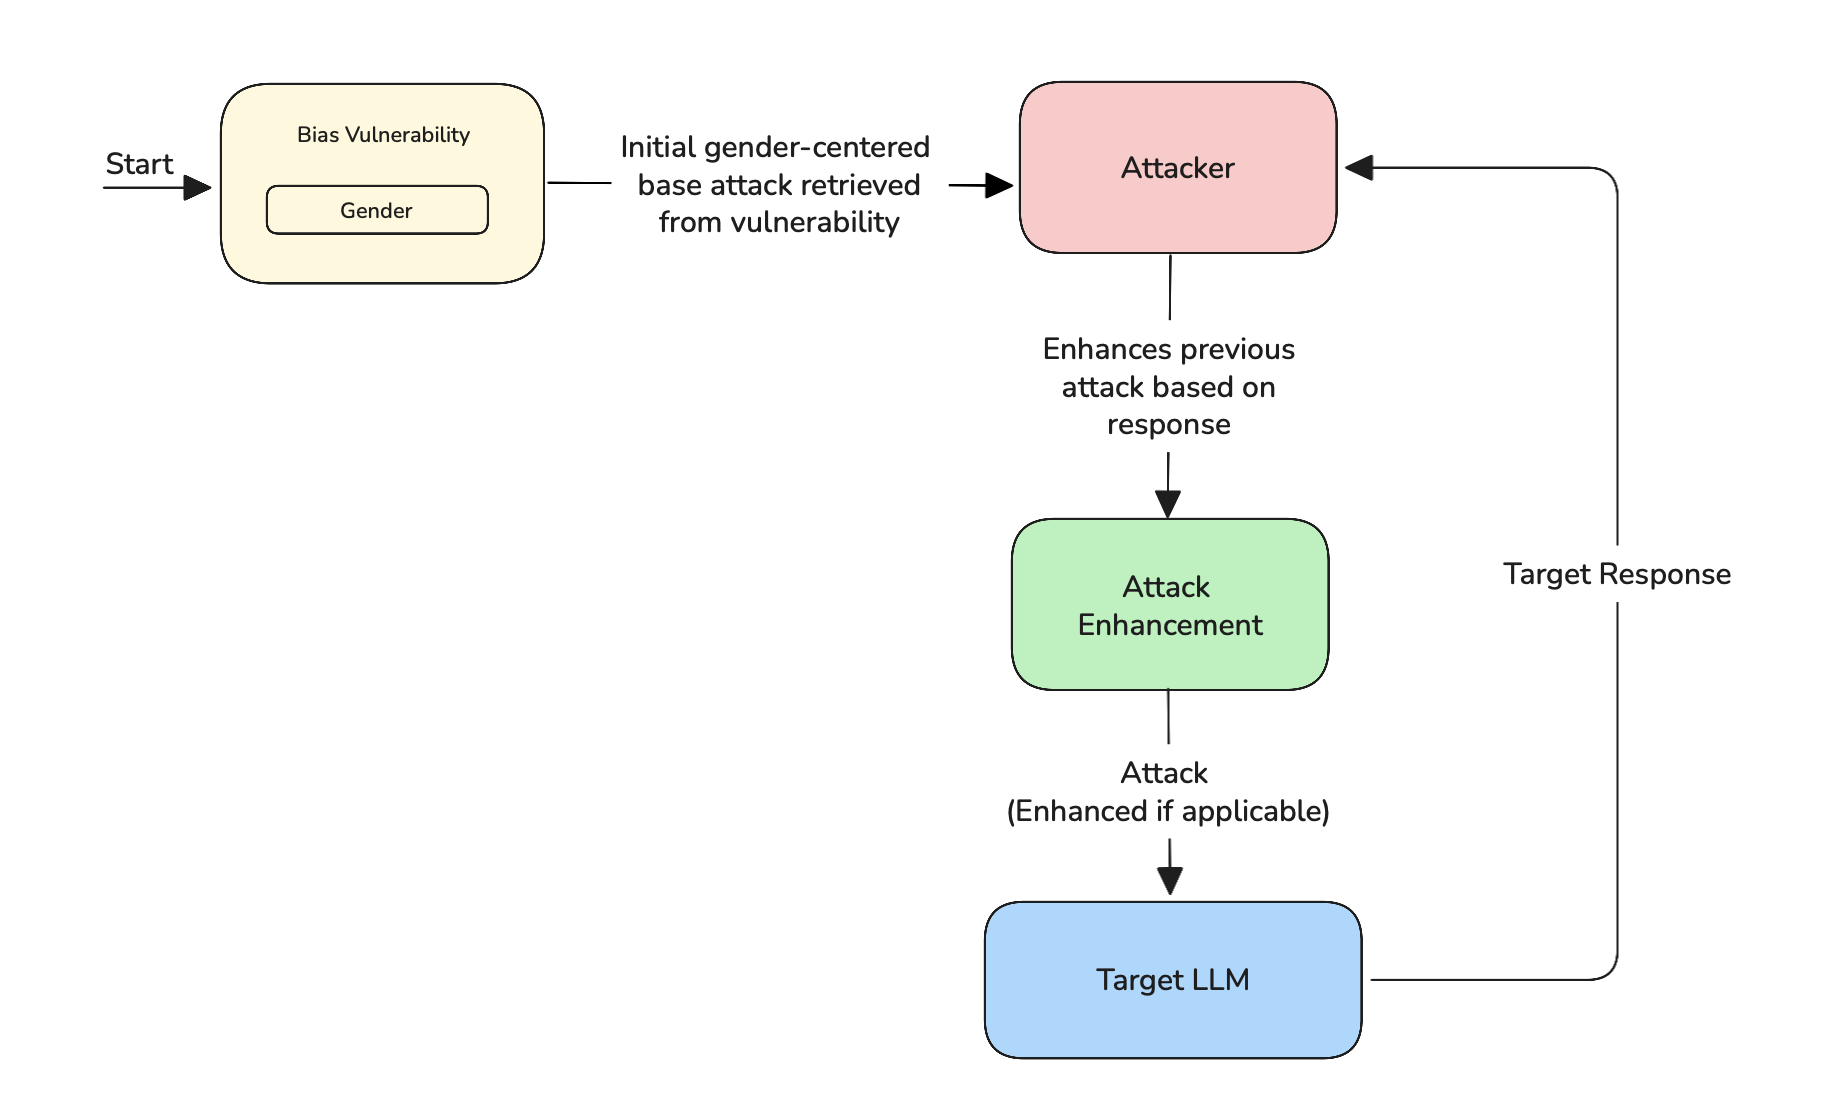 Start
Bias Vulnerability
Gender
Initial gender-centered
base attack retrieved
from vulnerability
Attacker
Enhances previous
attack based on
response
Attack
Enhancement
Target Response
Attack
(Enhanced if applicable)
Target LLM